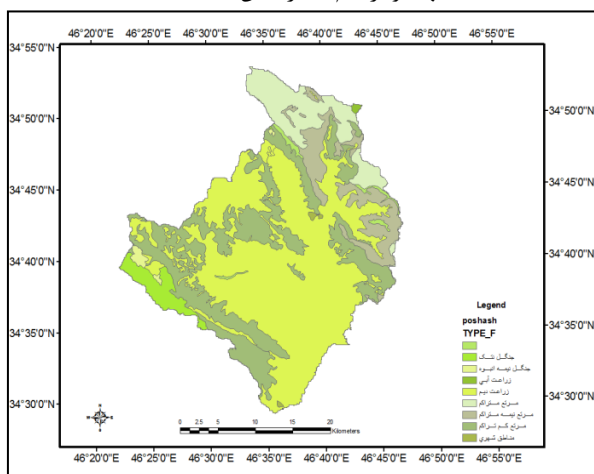 46°20'0"F 46°25'0"F 46°30'0"F 46°35'0"F 46°40'0"F 46°45'0"F 46°50'0"F 46°55'0"F
34°55'0"F
34°50'0"F
34°45'0"F
34°40'0"F
34°35'0"F
34°30'0"F
34°50'0"F
34°45'0"F
34°40'0"F
34°35'0"F
34°30'0"F
Legend
poshash
TYPE_F
جنگل تنک
جنگل نیمه انبوه
زراعت آبي
زراعت دیم
مرتع متراکم
مرتع نیمه متراکم
مرتع کم تراکم
مناطق شهري
0 2.5 5 10 15 20
Kilometers
46°20'0"F 46°25'0"F 46°30'0"F 46°35'0"F 46°40'0"F 46°45'0"F 46°50'0"F